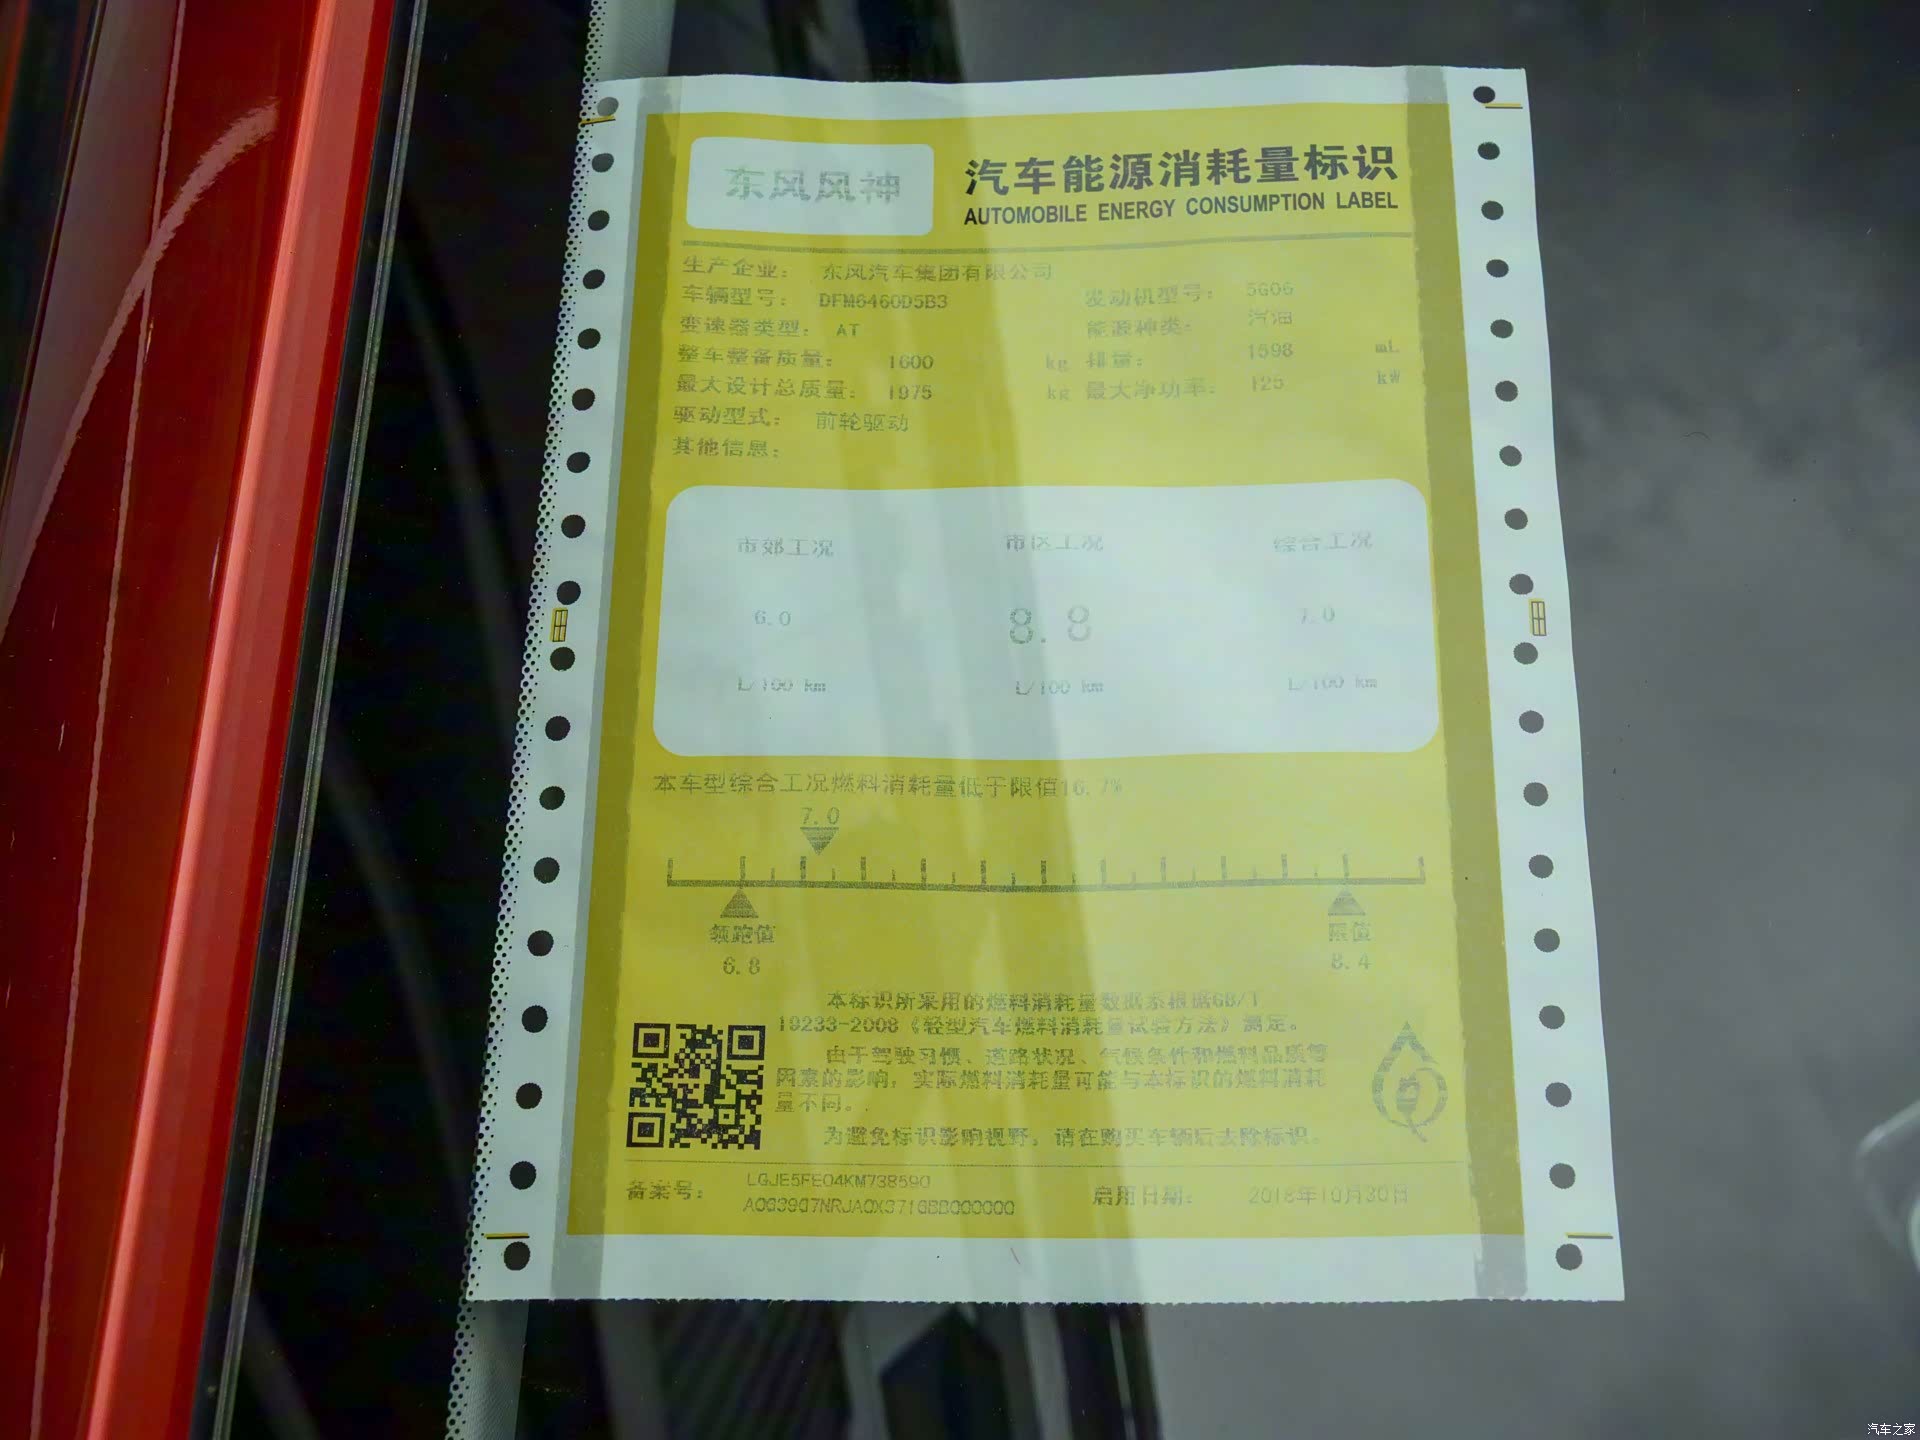 东风风神
汽车能源消耗量标识
AUTOMOBILE ENERGY CONSUMPTION LABEL
生产企业： 东风汽车集团有限公司
车辆型号： DFM6460D5B3 发动机型号： 5G06
变速器类型： AT 能源种类： 汽油
整车整备质量： 1600 kg 排量： 1598 mL
最大设计总质量： 1975 kg 最大净功率： 125 kW
驱动型式： 前轮驱动
其他信息：
市郊工况 市区工况 综合工况
6.0 8.8 7.0
L/100 km L/100 km L/100 km
本车型综合工况燃料消耗量低于限值16.7%
7.0
领跑值 限值
6.8 8.4
本标识所采用的燃料消耗量数据系根据GB/T
19233-2008《轻型汽车燃料消耗量试验方法》测定。
由于驾驶习惯、道路状况、气候条件和燃料品质等
因素的影响，实际燃料消耗量可能与本标识的燃料消耗
量不同。
为避免标识影响视野，请在购买车辆后去除标识。
备案号： LGJE5FE04KM738590
启用日期： 2018年10月30日
汽车之家